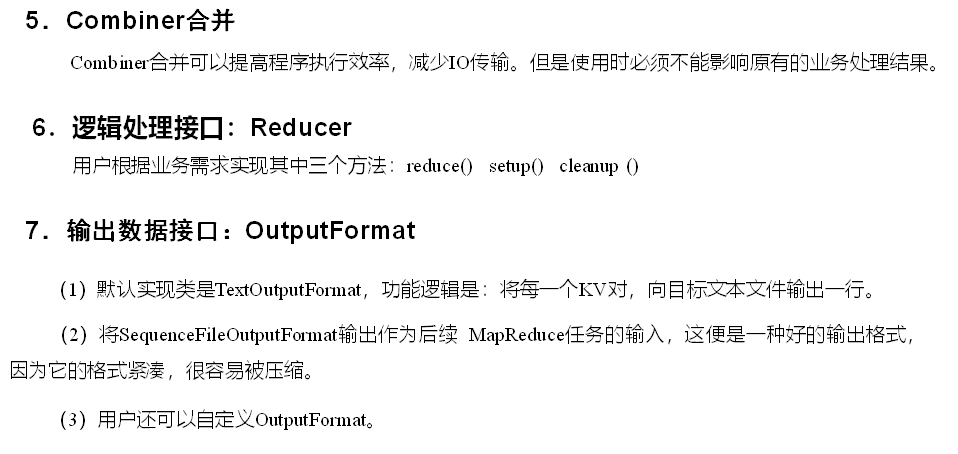 5．Combiner合并
Combiner合并可以提高程序执行效率，减少IO传输。但是使用时必须不能影响原有的业务处理结果。
6．逻辑处理接口：Reducer
用户根据业务需求实现其中三个方法：reduce() setup() cleanup ()
7．输出数据接口：OutputFormat
（1）默认实现类是TextOutputFormat，功能逻辑是：将每一个KV对，向目标文本文件输出一行。
（2）将SequenceFileOutputFormat输出作为后续 MapReduce任务的输入，这便是一种好的输出格式，
因为它的格式紧凑，很容易被压缩。
（3）用户还可以自定义OutputFormat。